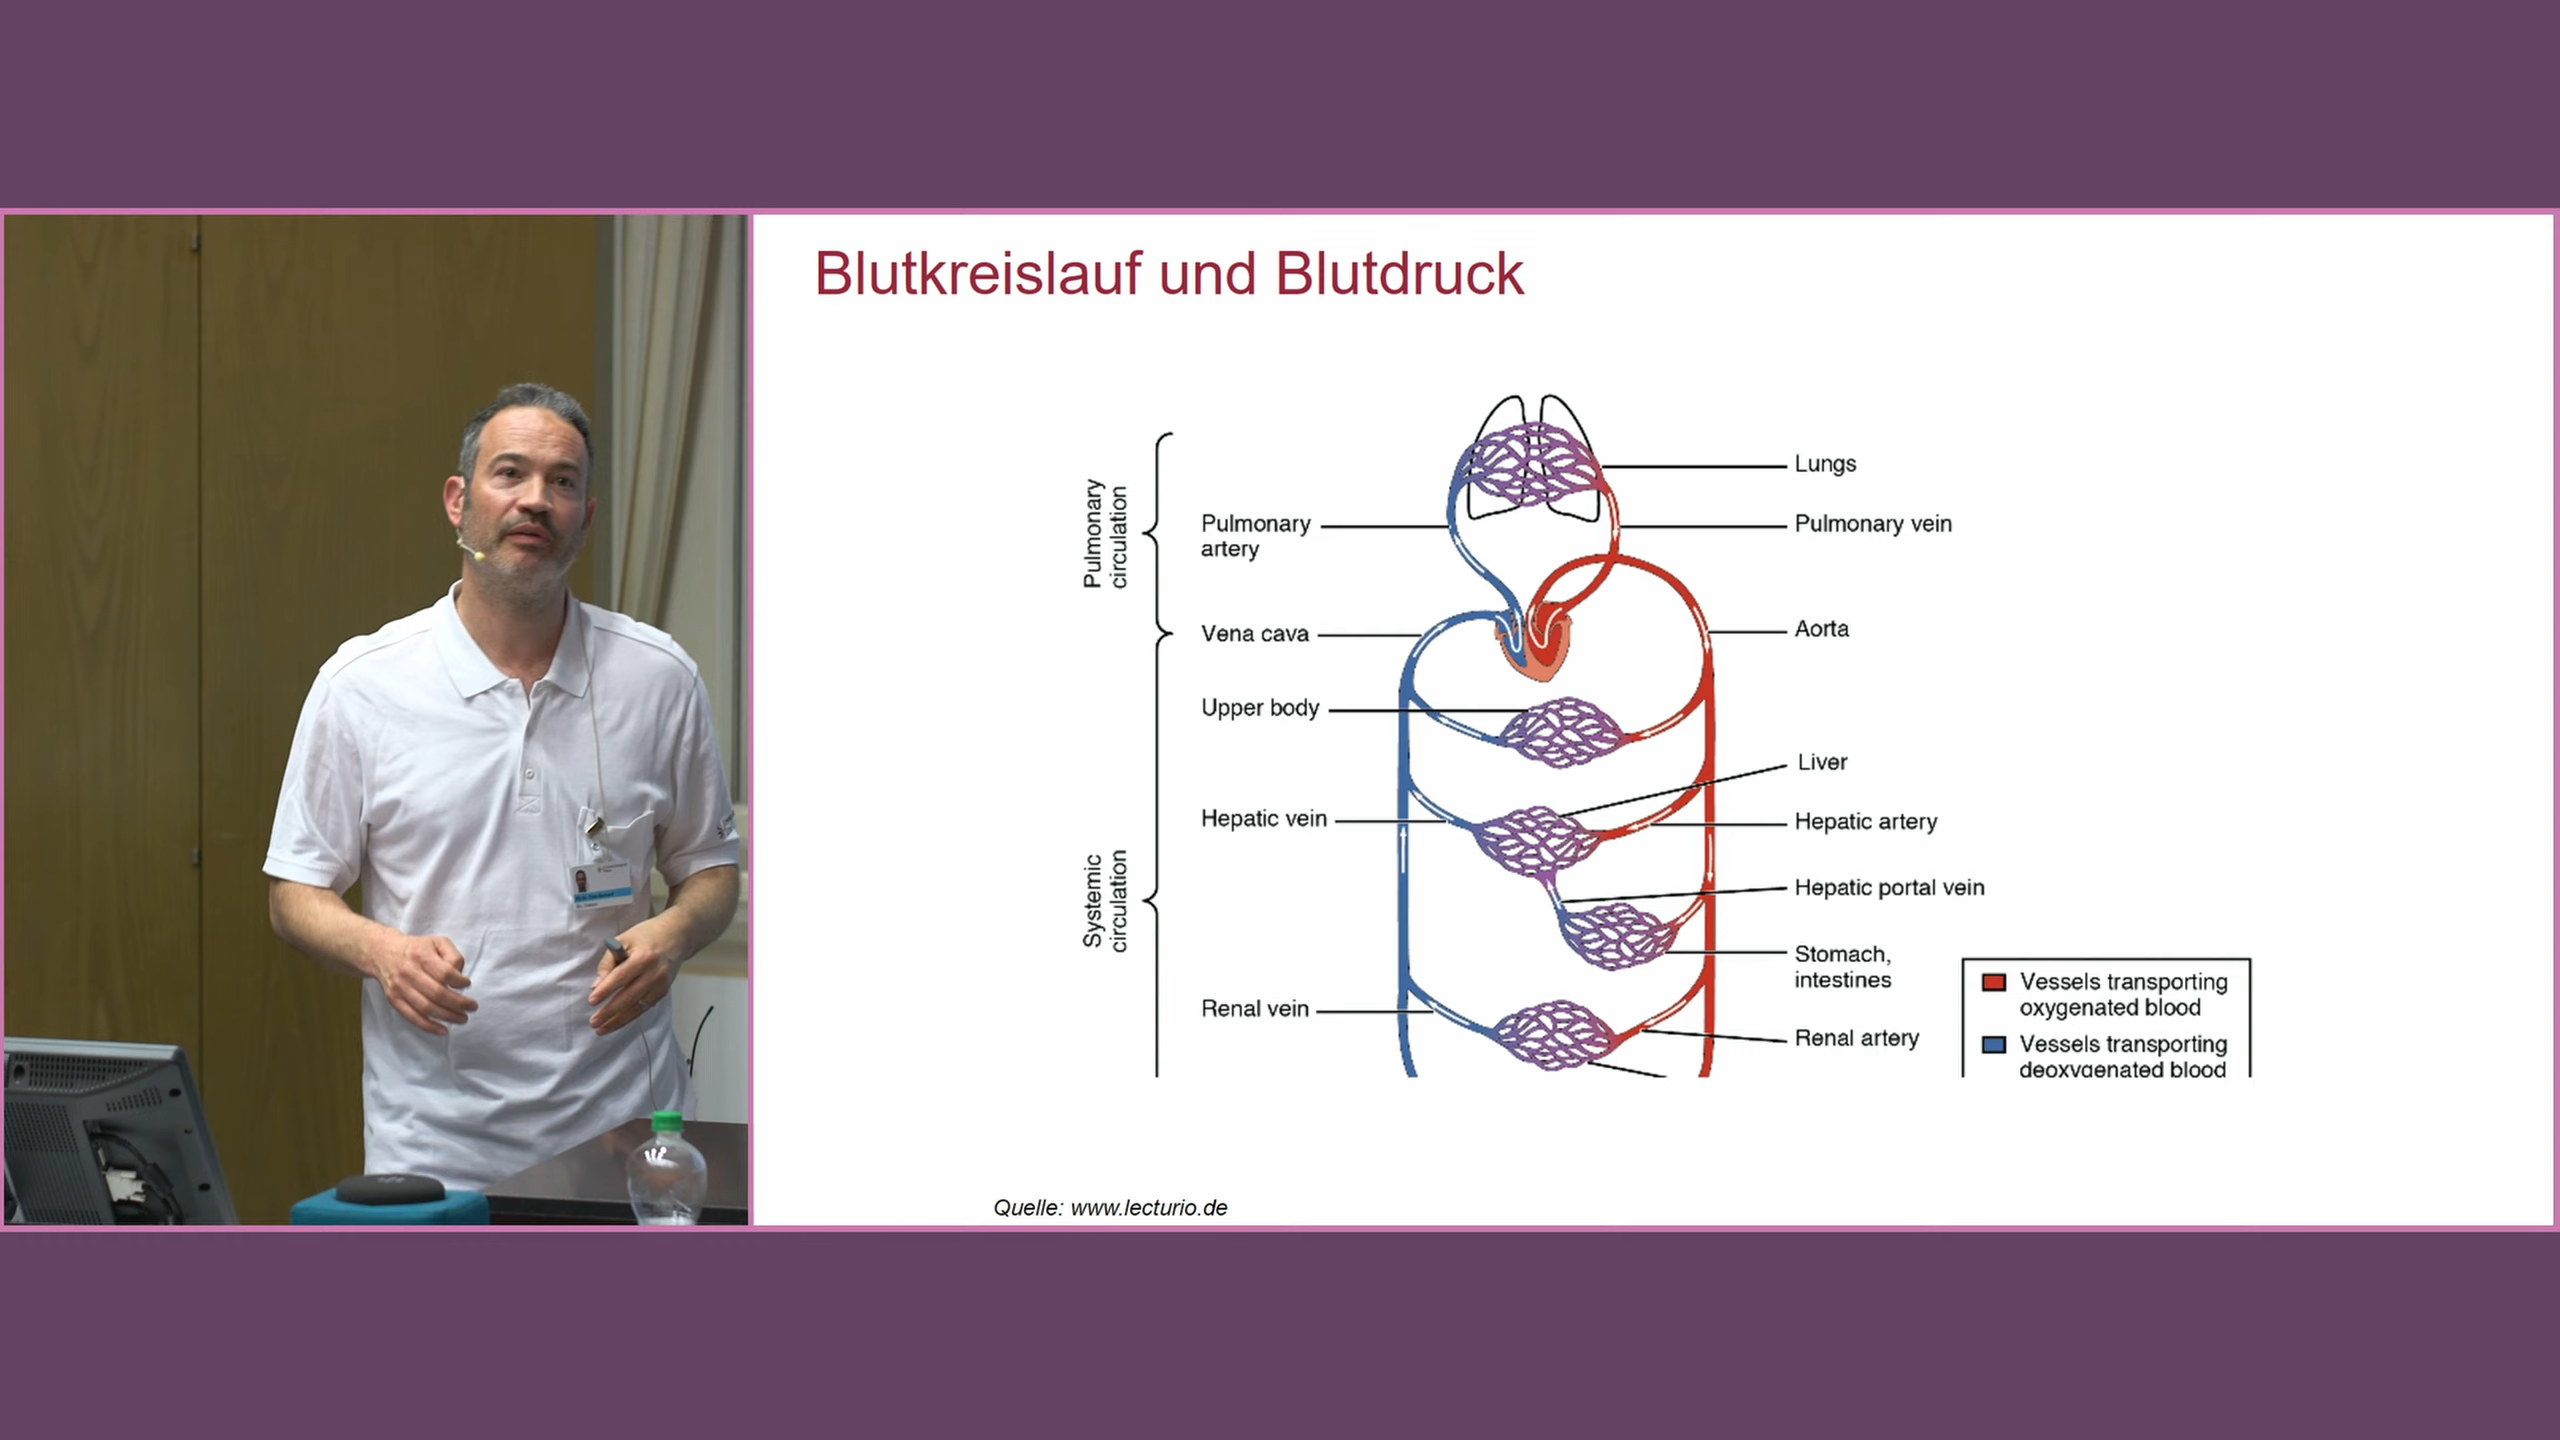 Blutkreislauf und Blutdruck
Pulmonary
circulation
Systemic
circulation
Pulmonary
artery
Vena cava
Upper body
Hepatic vein
Renal vein
Lungs
Pulmonary vein
Aorta
Liver
Hepatic artery
Hepatic portal vein
Stomach,
intestines
Renal artery
Vessels transporting
oxygenated blood
Vessels transporting
deoxygenated blood
Quelle: www.lecturio.de